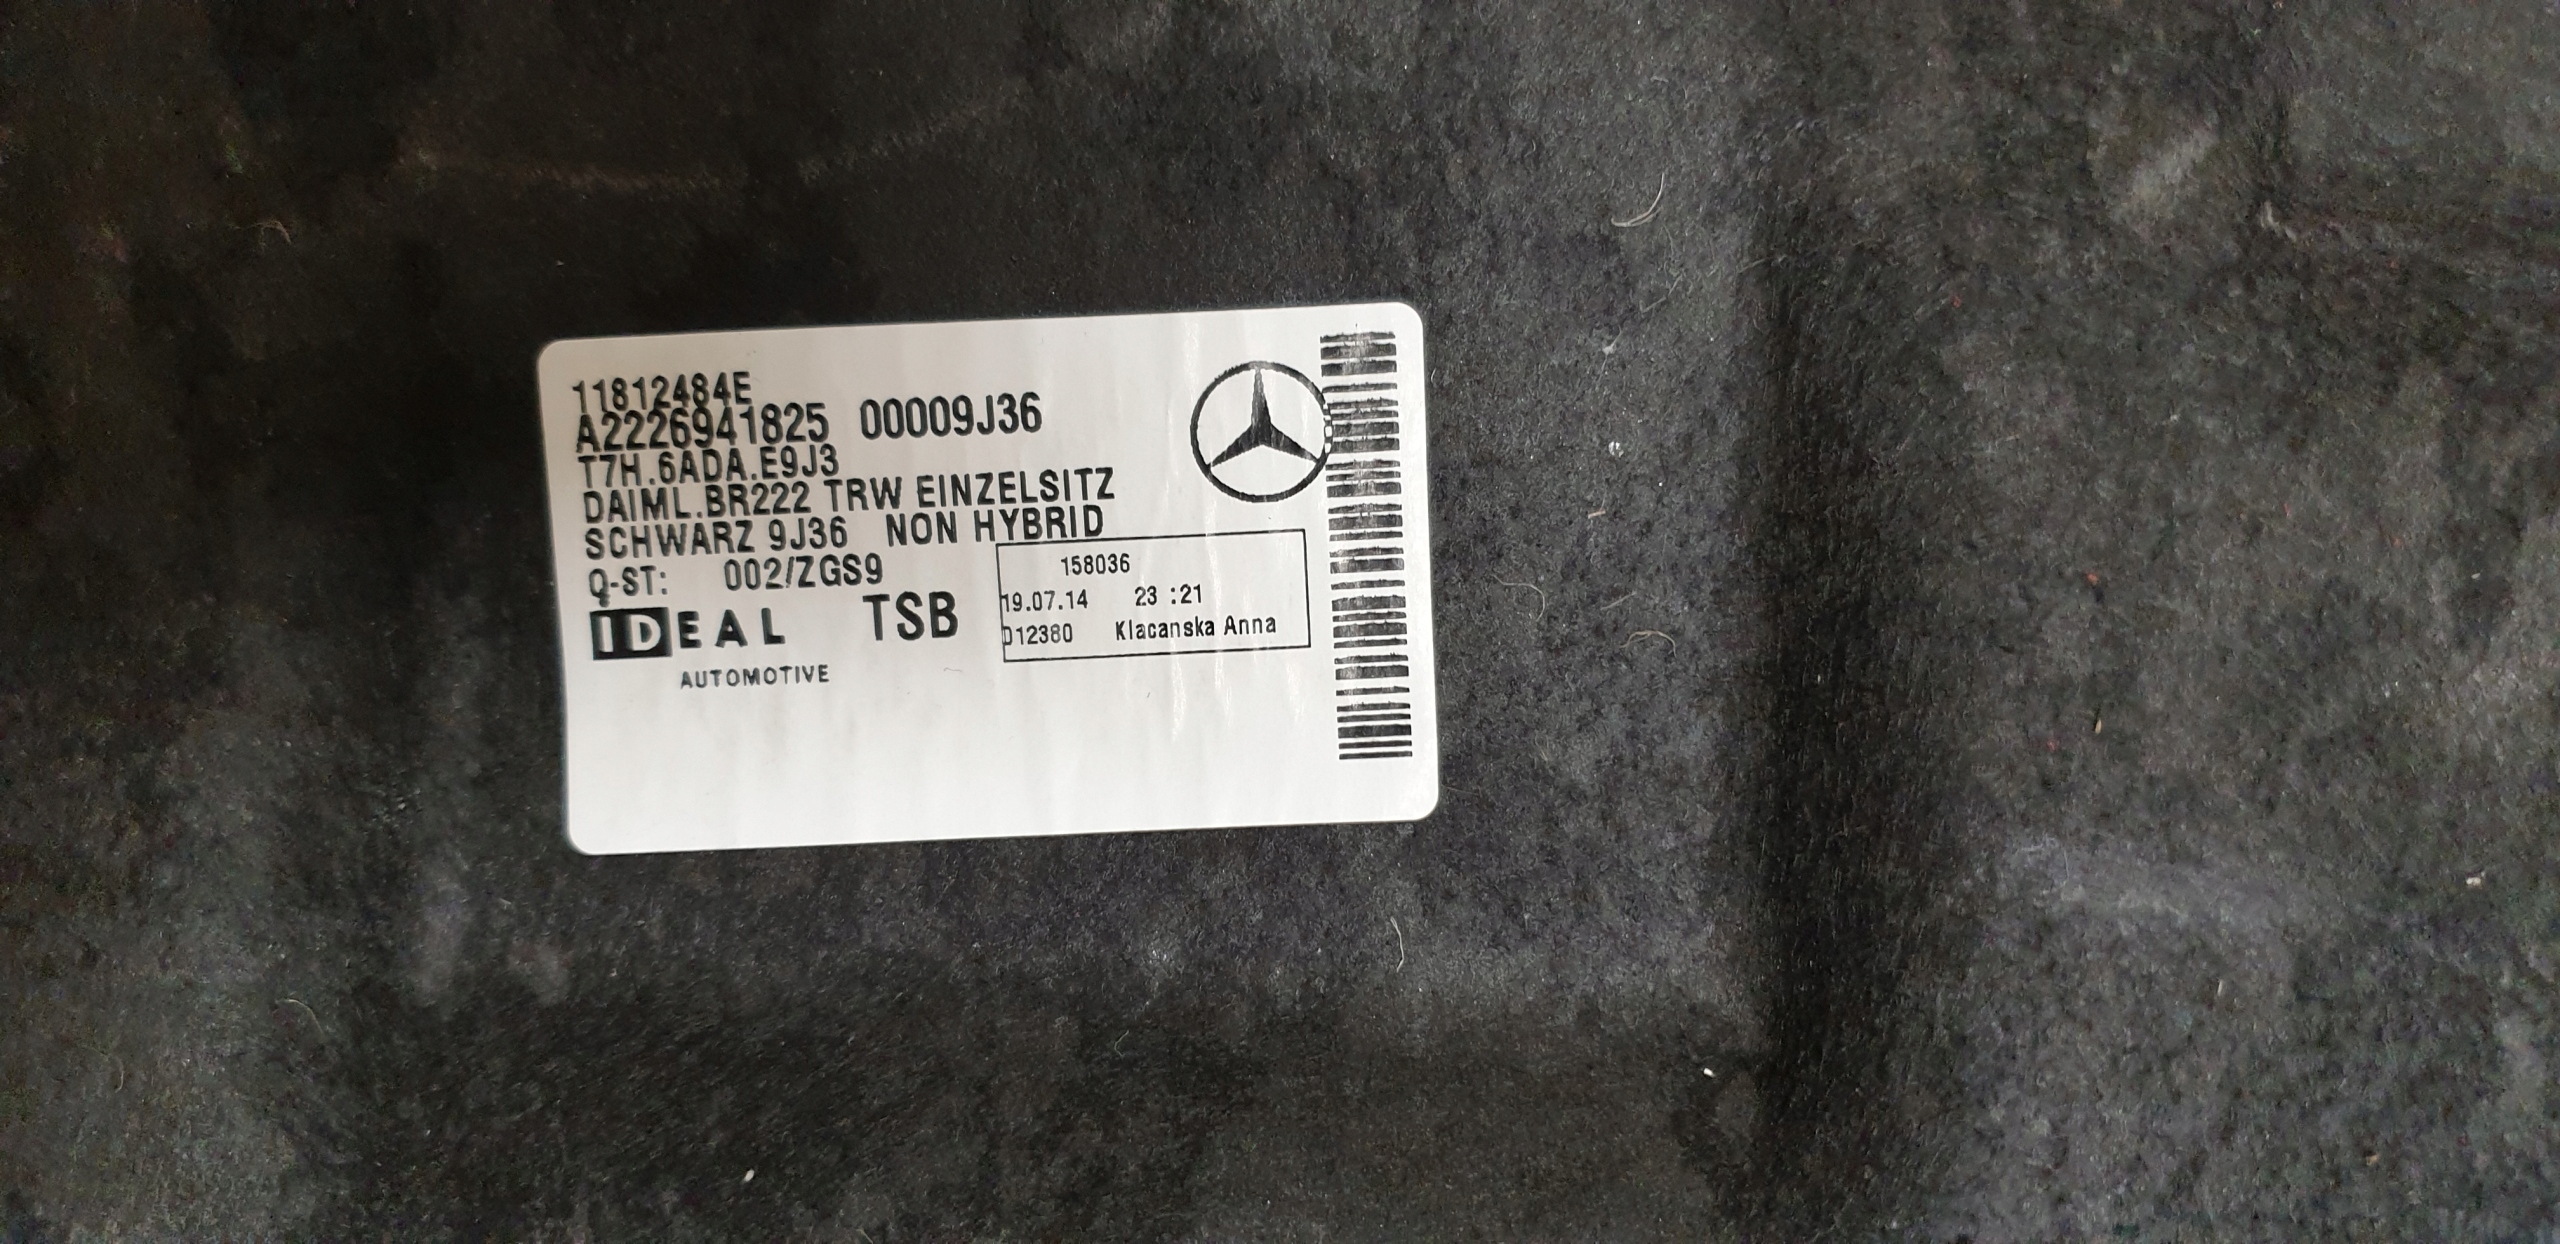 11812484E
A2226941825 00009J36
T7H.6ADA.E9J3
DAIML.BR222 TRW EINZELSITZ
SCHWARZ 9J36 NON HYBRID
Q-ST: 002/ZGS9
IDEAL TSB
AUTOMOTIVE
158036
19.07.14 23 :21
D12380 Klacanska Anna